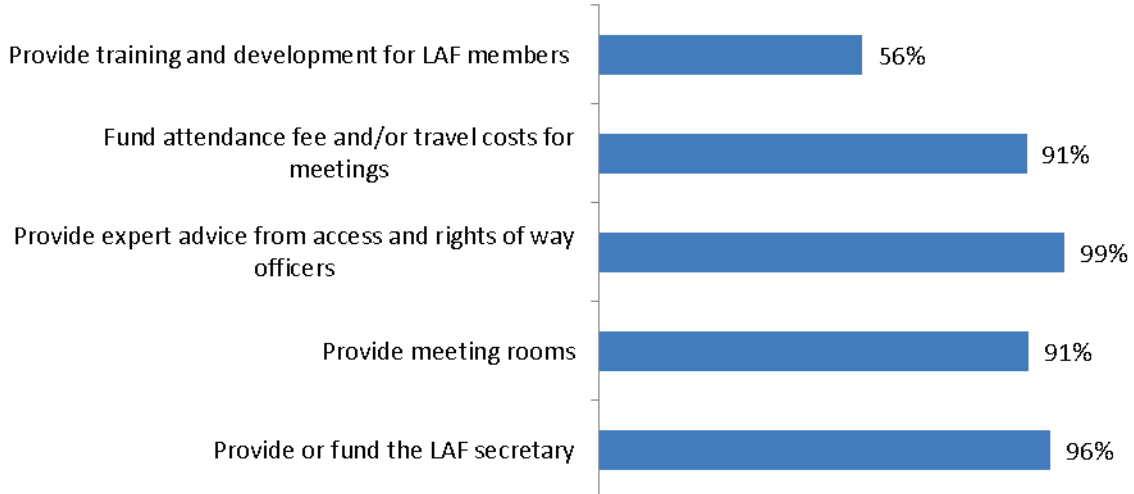 Provide training and development for LAF members
56%
Fund attendance fee and/or travel costs for
meetings
91%
Provide expert advice from access and rights of way
officers
99%
Provide meeting rooms
91%
Provide or fund the LAF secretary
96%